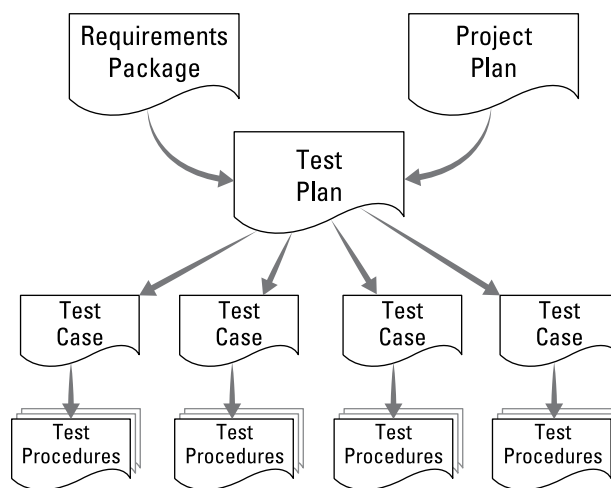 Requirements
Package
Project
Plan
Test
Plan
Test
Case
Test
Case
Test
Case
Test
Case
Test
Procedures
Test
Procedures
Test
Procedures
Test
Procedures